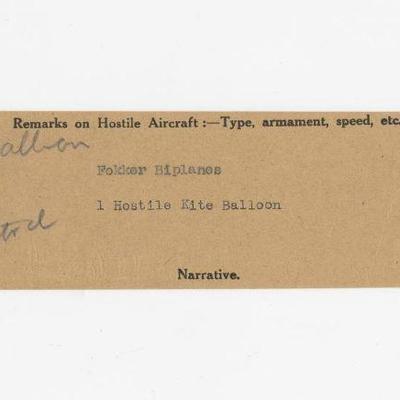 Remarks on Hostile Aircraft :—Type, armament, speed, etc.
Fokker Biplanes
1 Hostile Kite Balloon
Narrative.